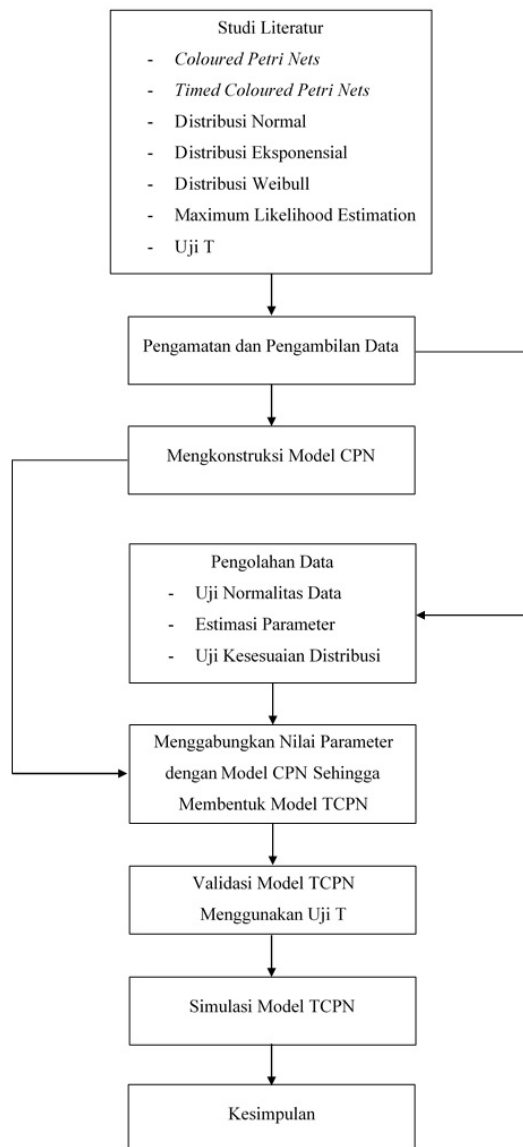 Studi Literatur
- Coloured Petri Nets
- Timed Coloured Petri Nets
- Distribusi Normal
- Distribusi Eksponensial
- Distribusi Weibull
- Maximum Likelihood Estimation
- Uji T
Pengamatan dan Pengambilan Data
Mengkonstruksi Model CPN
Pengolahan Data
- Uji Normalitas Data
- Estimasi Parameter
- Uji Kesesuaian Distribusi
Menggabungkan Nilai Parameter
dengan Model CPN Sehingga
Membentuk Model TCPN
Validasi Model TCPN
Menggunakan Uji T
Simulasi Model TCPN
Kesimpulan